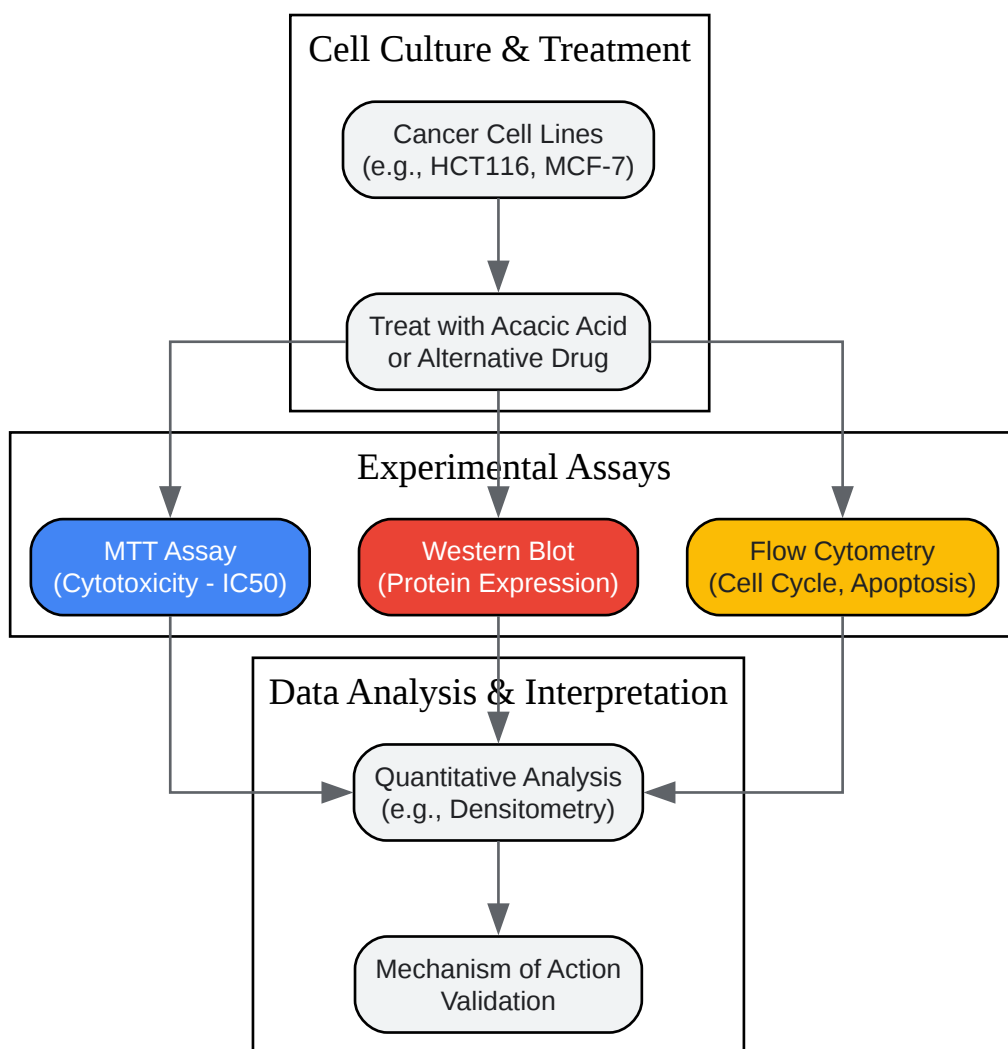 Cell Culture & Treatment
Cancer Cell Lines
(e.g., HCT116, MCF-7)
Treat with Acacic Acid
or Alternative Drug
Experimental Assays
MTT Assay
(Cytotoxicity - IC50)
Western Blot
(Protein Expression)
Flow Cytometry
(Cell Cycle, Apoptosis)
Data Analysis & Interpretation
Quantitative Analysis
(e.g., Densitometry)
Mechanism of Action
Validation